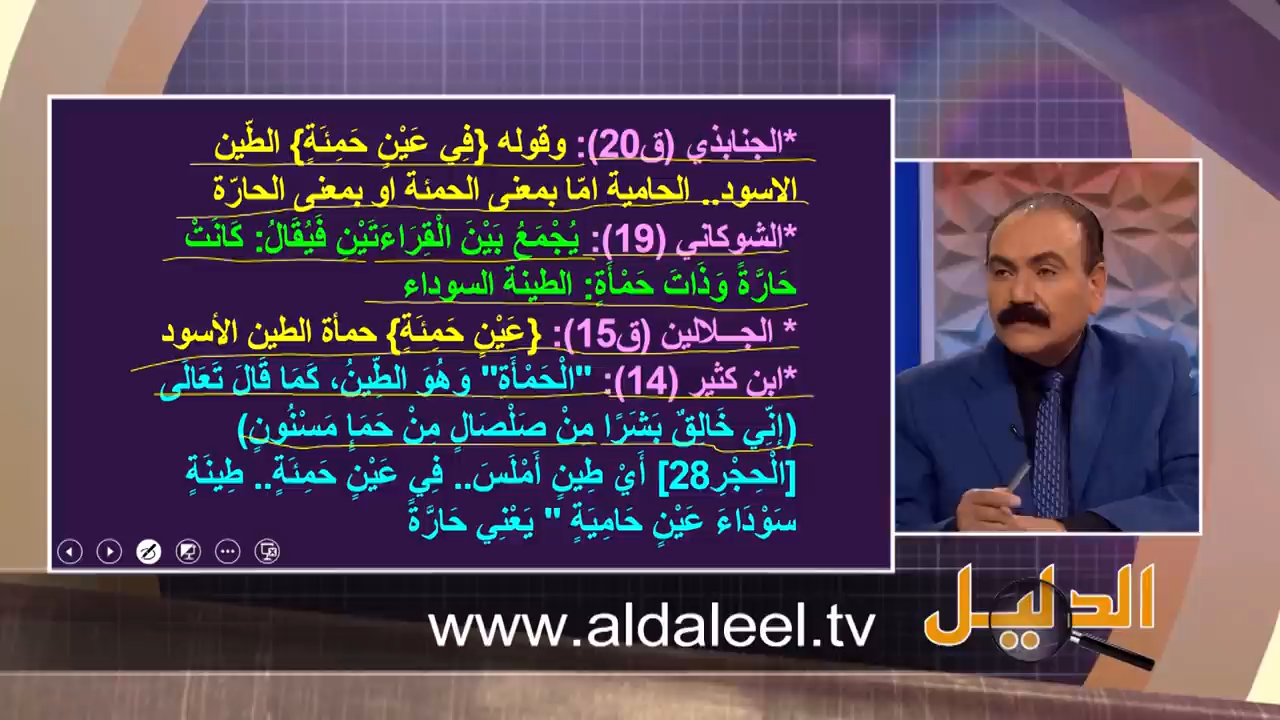 *الجنابذي (ق20): وقوله {فِي عَيْنٍ حَمِئَةٍ} الطّين
الاسود.. الحامية امّا بمعنى الحمئة او بمعنى الحارّة
*الشوكاني (19): يُجْمَعُ بَيْنَ الْقِرَاءَتَيْنِ فَيُقَالُ: كَانَتْ
حَارَّةً وَذَاتَ حَمْأَةٍ: الطينة السوداء
* الجـــلالين (ق15): {عَيْنٍ حَمِئَةٍ} حمأة الطين الأسود
*ابن كثير (14): "الْحَمْأَةِ" وَهُوَ الطِّينُ، كَمَا قَالَ تَعَالَى
(إِنِّي خَالِقٌ بَشَرًا مِنْ صَلْصَالٍ مِنْ حَمَإٍ مَسْنُونٍ)
[الْحِجْرِ28] أَيْ طِينٍ أَمْلَسَ.. فِي عَيْنٍ حَمِئَةٍ.. طِينَةٍ
سَوْدَاءَ عَيْنٍ حَامِيَةٍ " يَعْنِي حَارَّةً
الدليل
www.aldaleel.tv